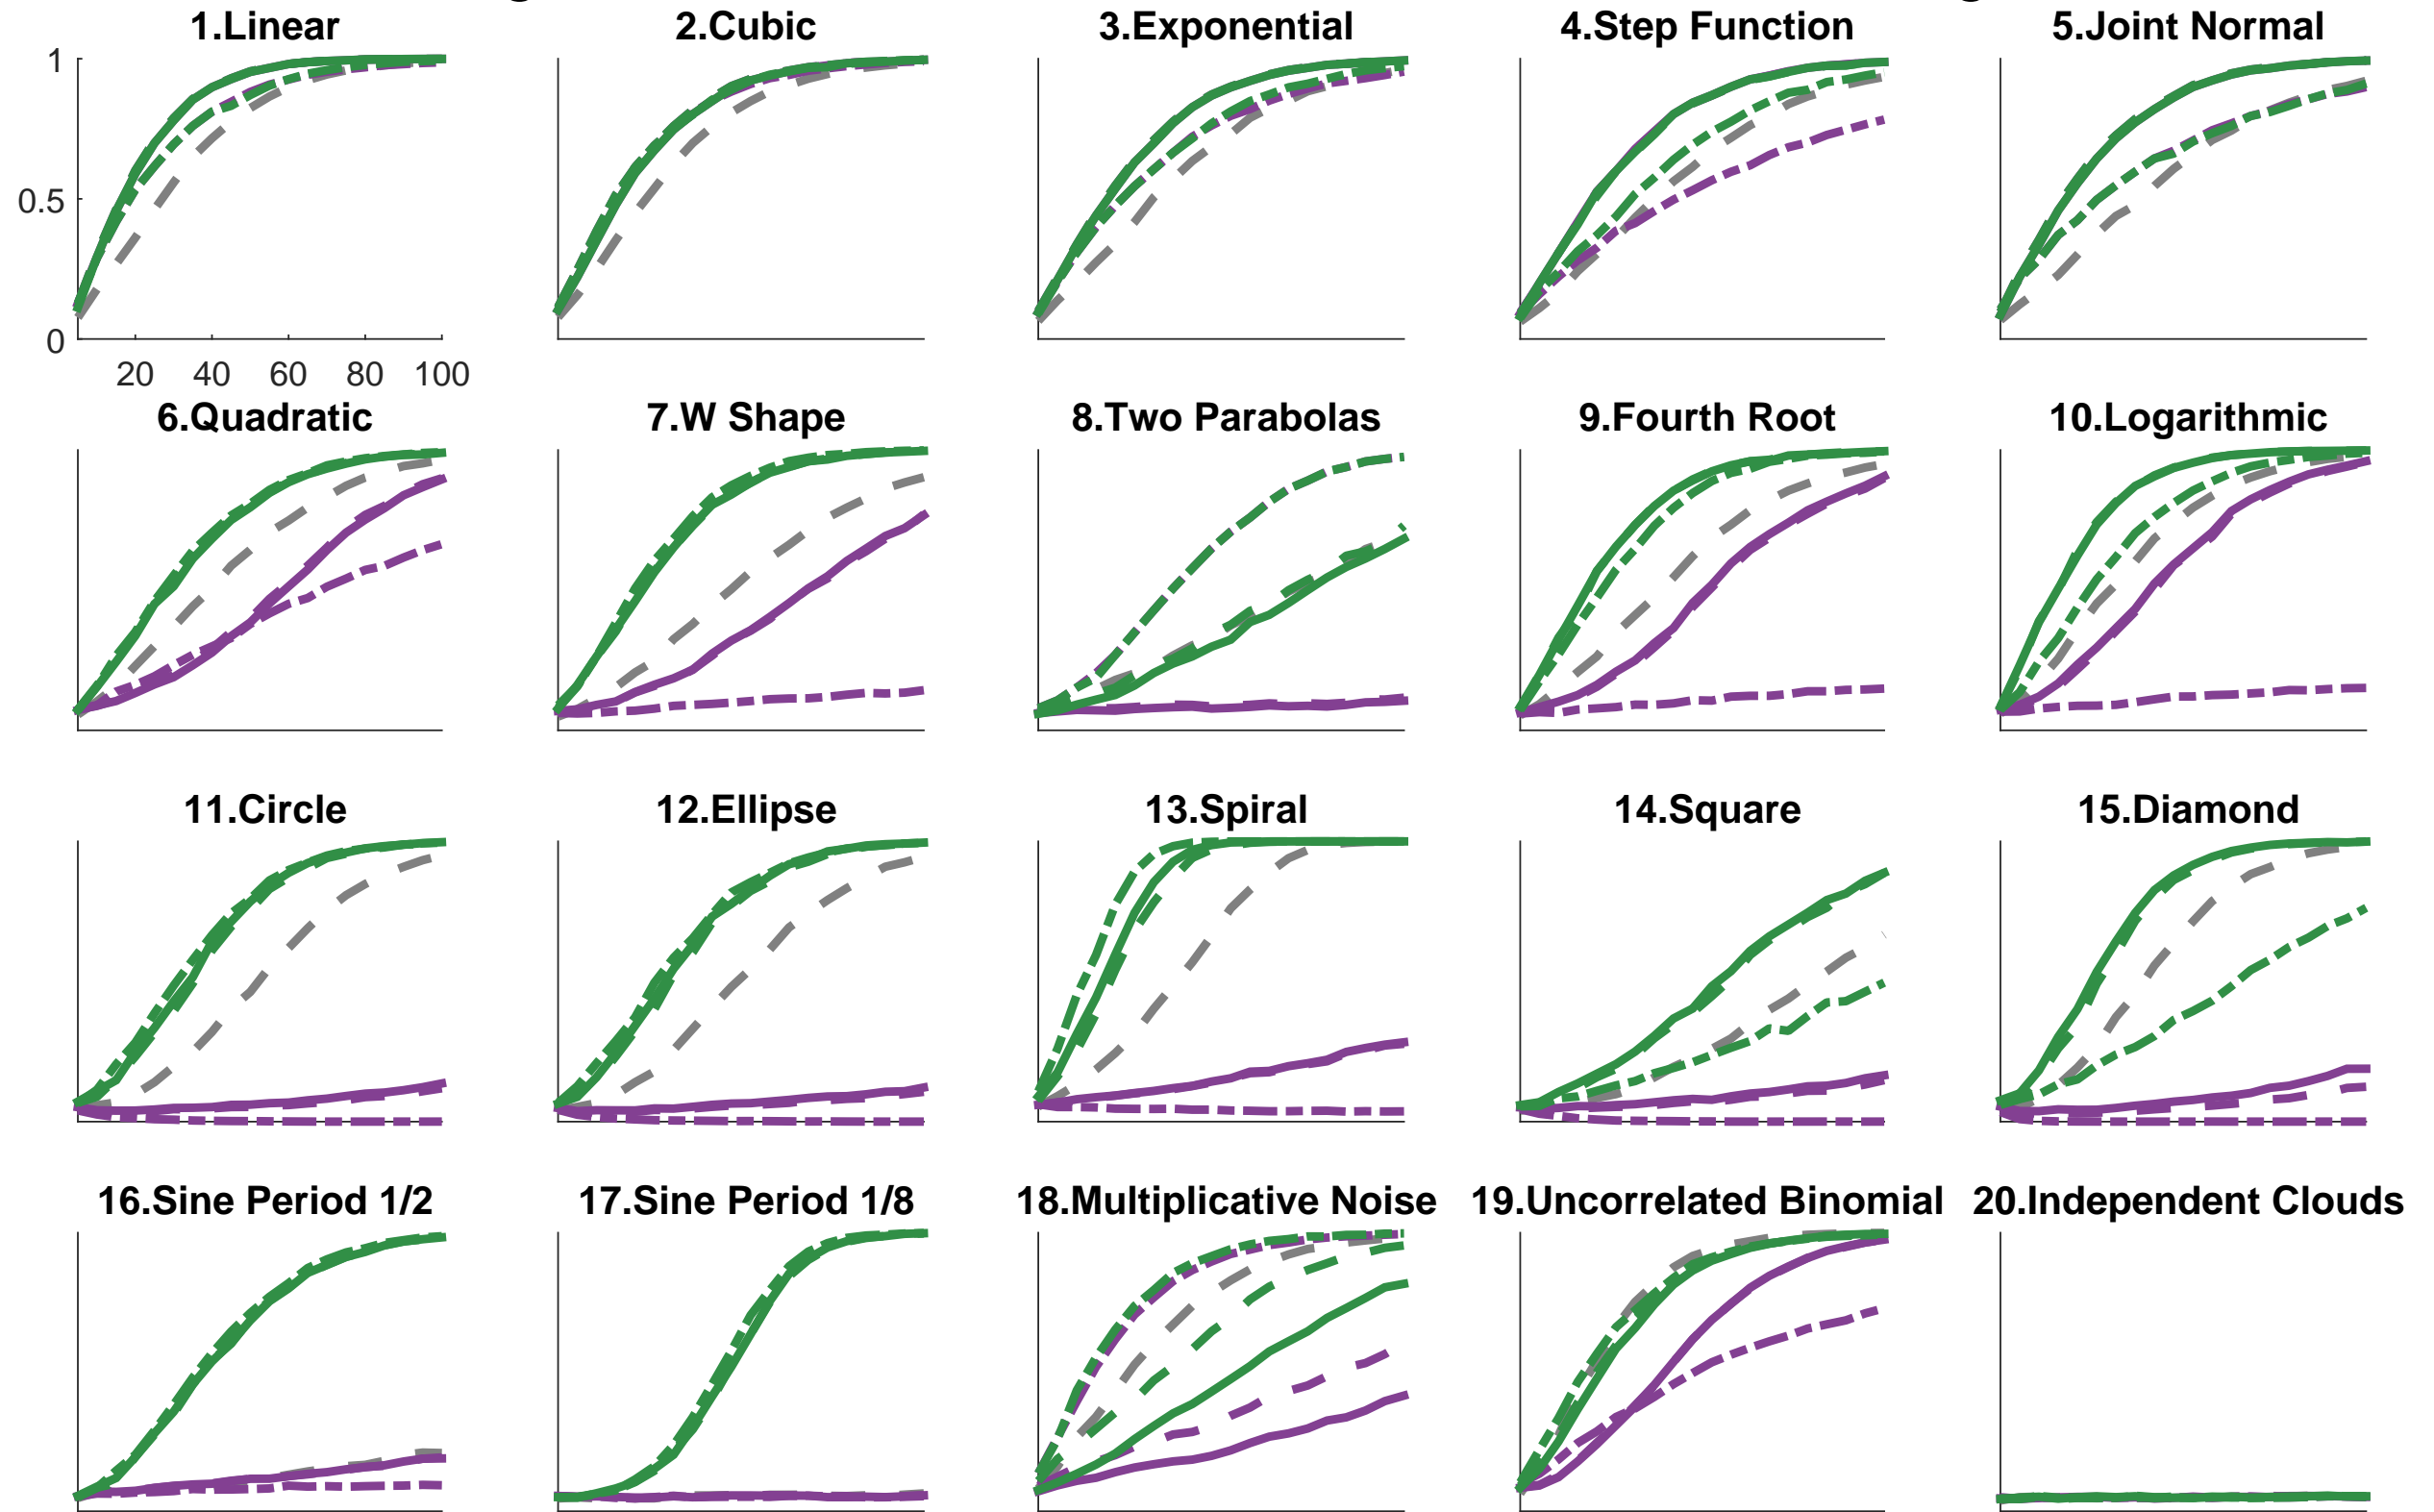 1.Linear
2.Cubic
3.Exponential
4.Step Function
5.Joint Normal
1
0.5
0
20 40 60 80 100
6.Quadratic
7.W Shape
8.Two Parabolas
9.Fourth Root
10.Logarithmic
11.Circle
12.Ellipse
13.Spiral
14.Square
15.Diamond
16.Sine Period 1/2
17.Sine Period 1/8
18.Multiplicative Noise
19.Uncorrelated Binomial
20.Independent Clouds